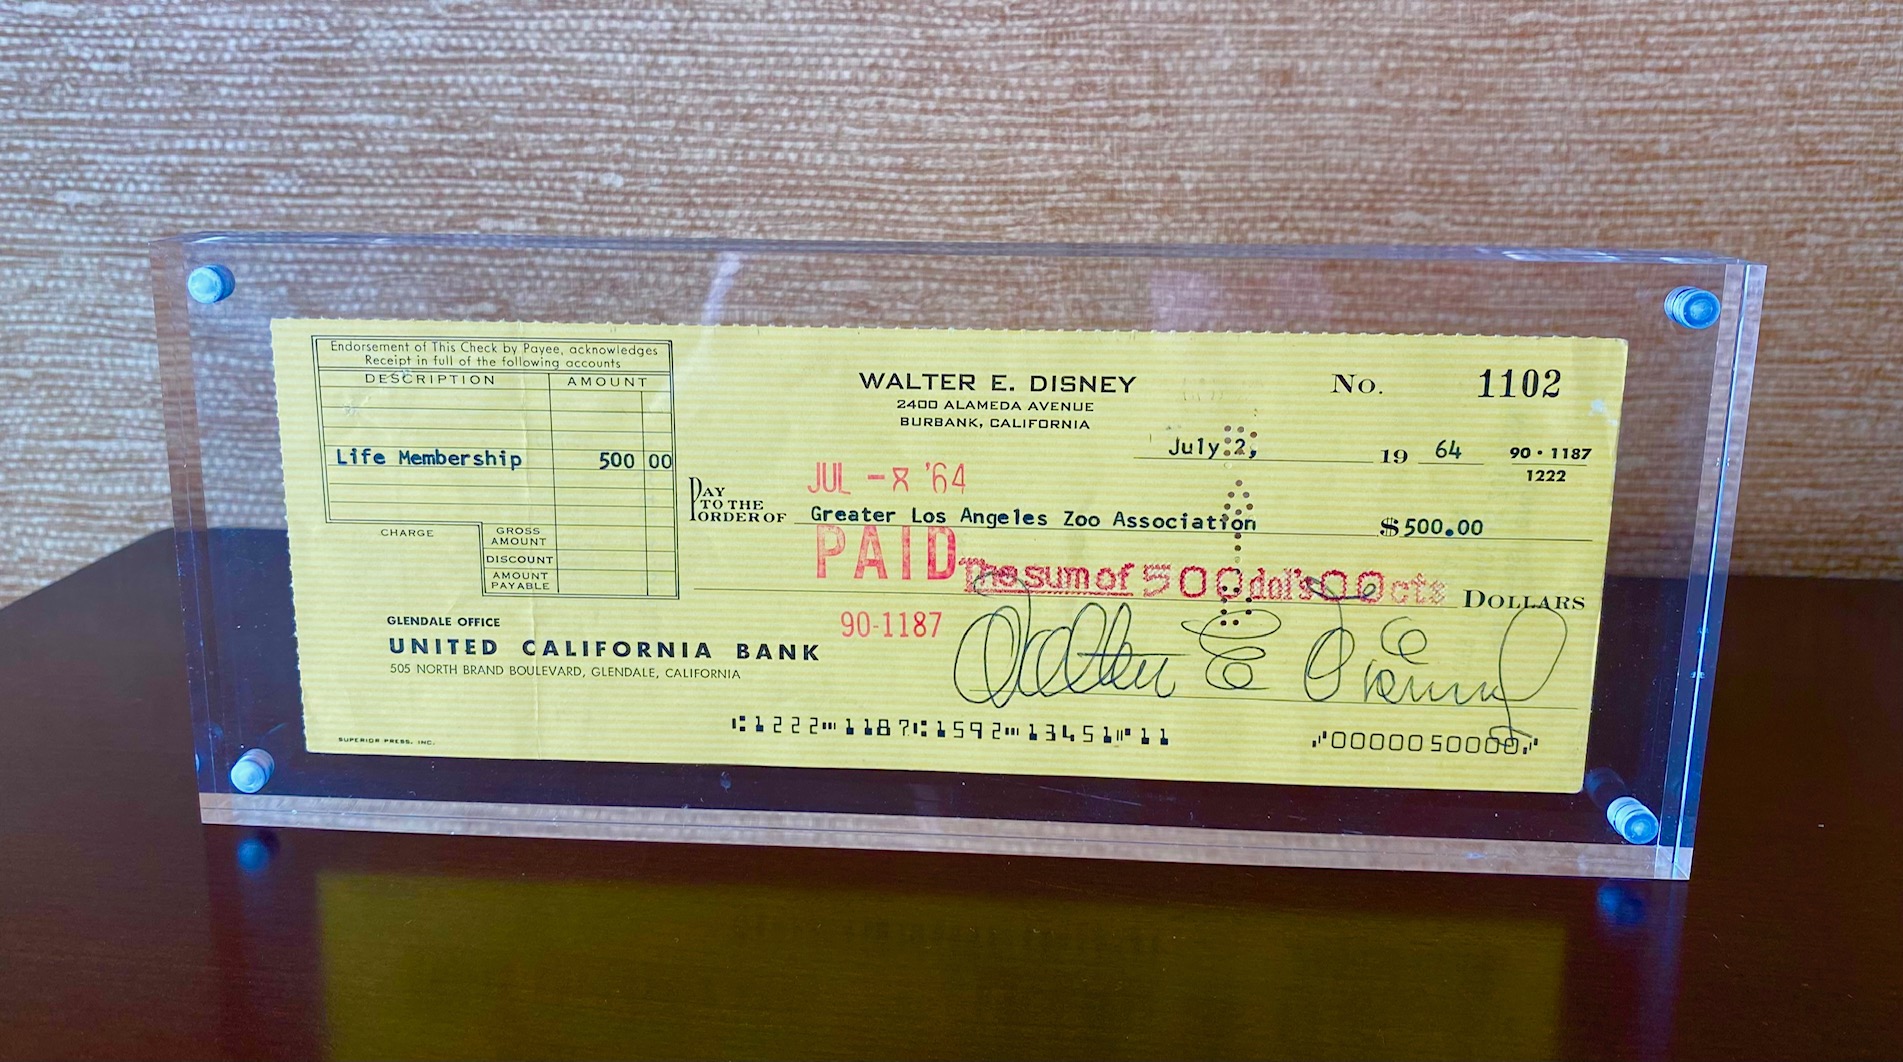 Endorsement of This Check by Payee, acknowledges
Receipt in full of the following accounts
DESCRIPTION AMOUNT
Life Membership 500 00
CHARGE
GROSS AMOUNT
DISCOUNT
AMOUNT PAYABLE
WALTER E. DISNEY
2400 ALAMEDA AVENUE
BURBANK, CALIFORNIA
No. 1102
July 2, 19 64
90-1187
1222
JUL -8 '64
PAY TO THE ORDER OF Greater Los Angeles Zoo Association $500.00
PAID
The sum of 500 dol's 00 cts DOLLARS
90-1187
GLENDALE OFFICE
UNITED CALIFORNIA BANK
505 NORTH BRAND BOULEVARD, GLENDALE, CALIFORNIA
Walter E Disney
SUPERIOR PRESS, INC.
⑆1222⑉1187⑆1592⑉13451⑈11 ⑇0000050000⑇